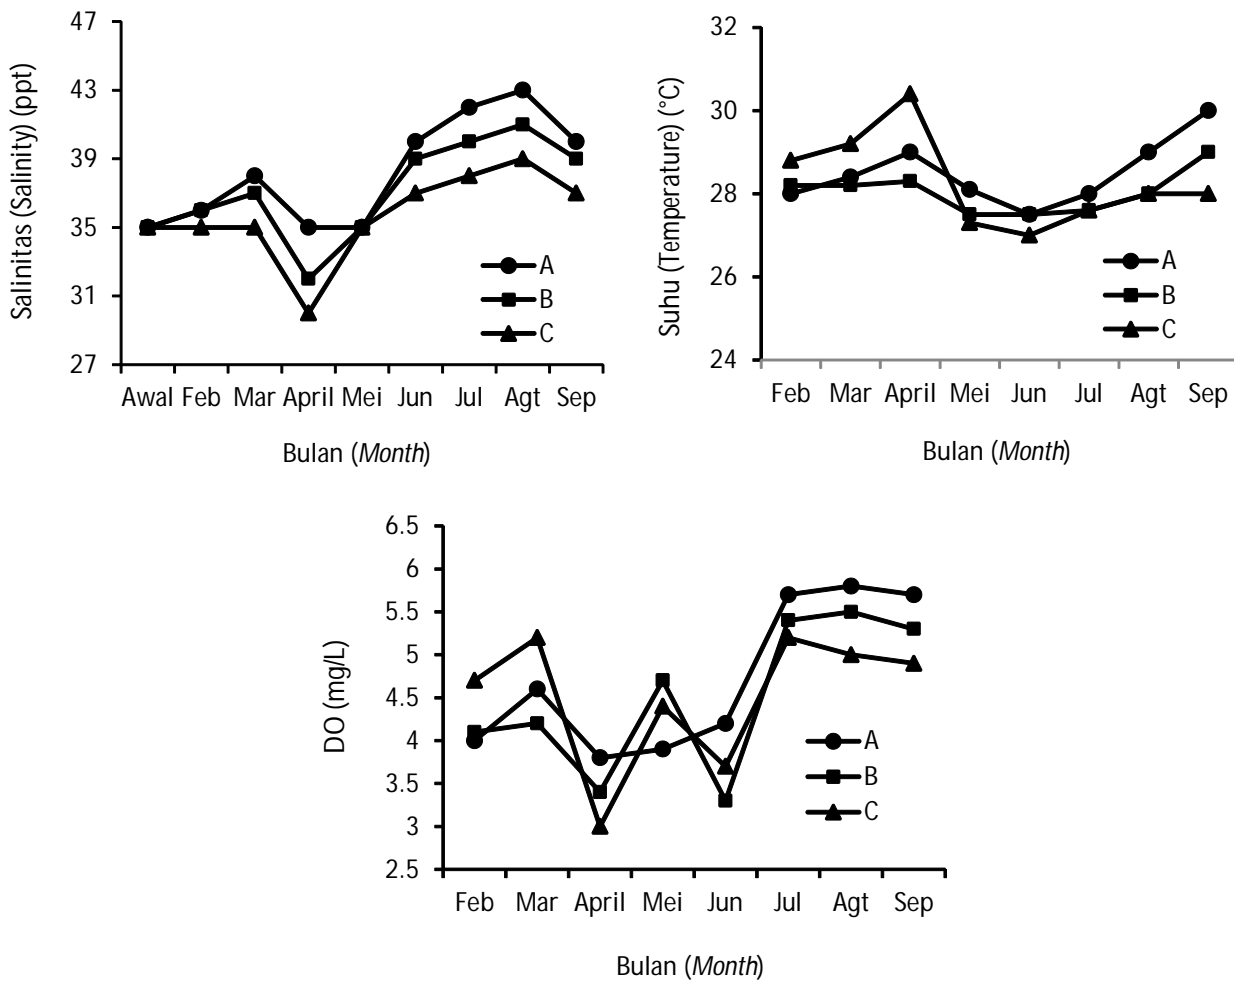 Salinitas (Salinity) (ppt)
47
43
39
35
31
27
A
B
C
Awal Feb Mar April Mei Jun Jul Agt Sep
Bulan (Month)
Suhu (Temperature) (°C)
32
30
28
26
24
A
B
C
Feb Mar April Mei Jun Jul Agt Sep
Bulan (Month)
DO (mg/L)
6.5
6
5.5
5
4.5
4
3.5
3
2.5
A
B
C
Feb Mar April Mei Jun Jul Agt Sep
Bulan (Month)